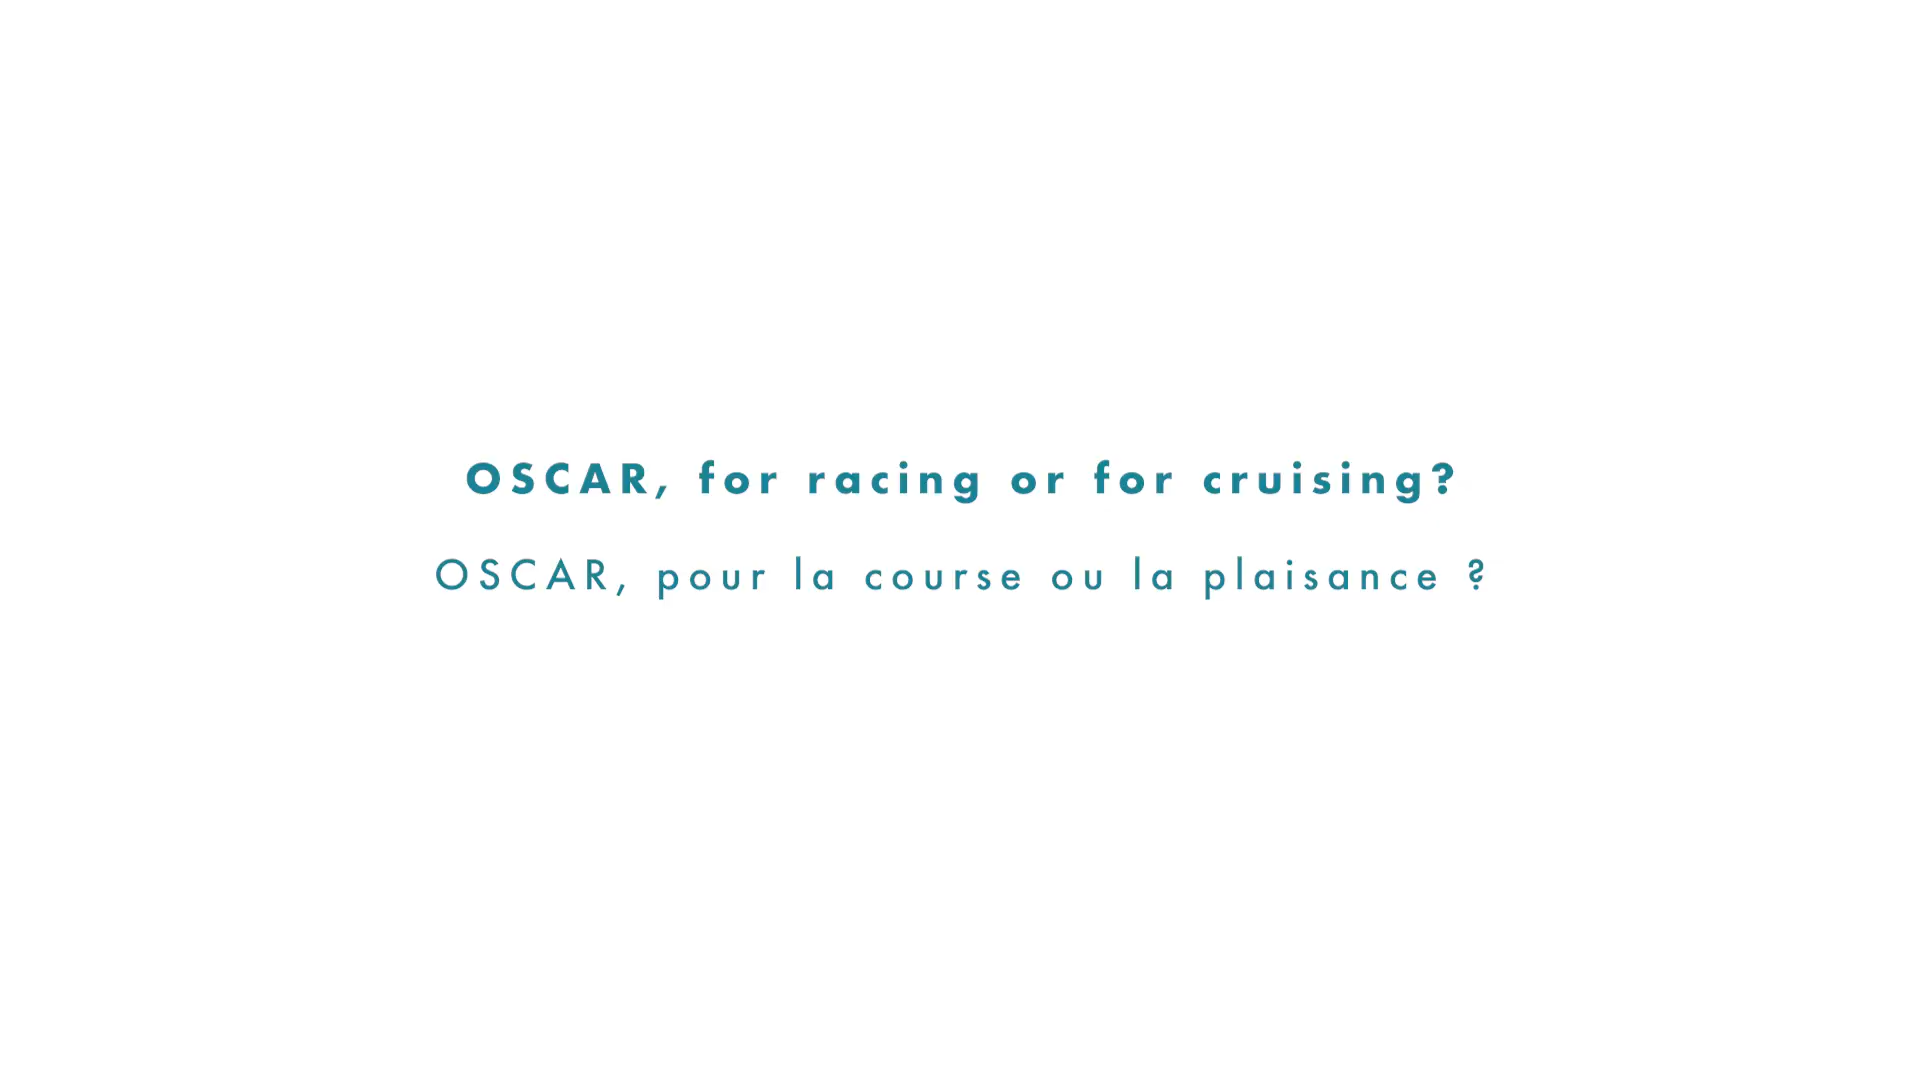 OSCAR, for racing or for cruising?
OSCAR, pour la course ou la plaisance ?